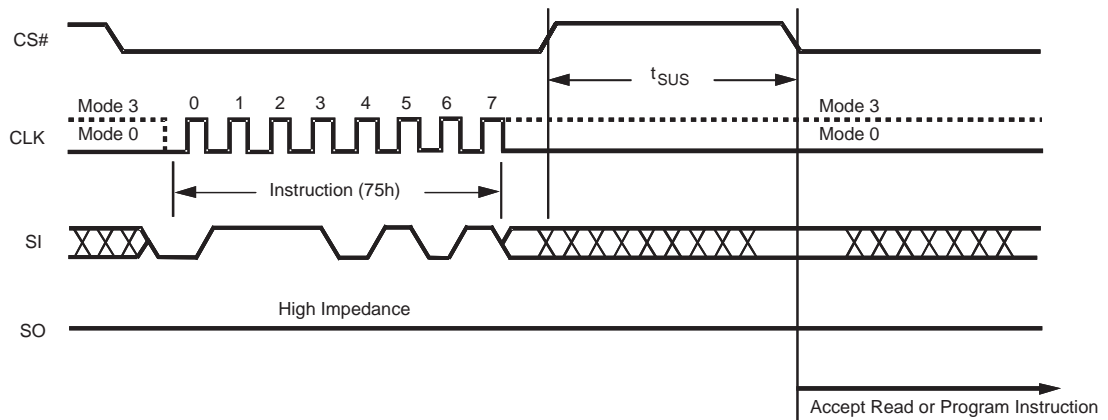 CS#
tSUS
Mode 3
0 1 2 3 4 5 6 7
Mode 3
CLK
Mode 0
Mode 0
Instruction (75h)
SI
High Impedance
SO
Accept Read or Program Instruction